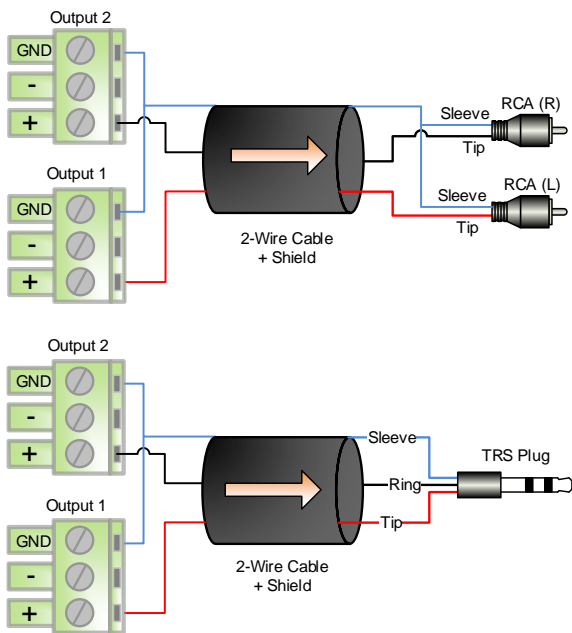 Output 2
GND
-
+
Output 1
GND
-
+
2-Wire Cable
+ Shield
Sleeve
RCA (R)
Tip
Sleeve
RCA (L)
Tip
Output 2
GND
-
+
Output 1
GND
-
+
2-Wire Cable
+ Shield
Sleeve
Ring
Tip
TRS Plug